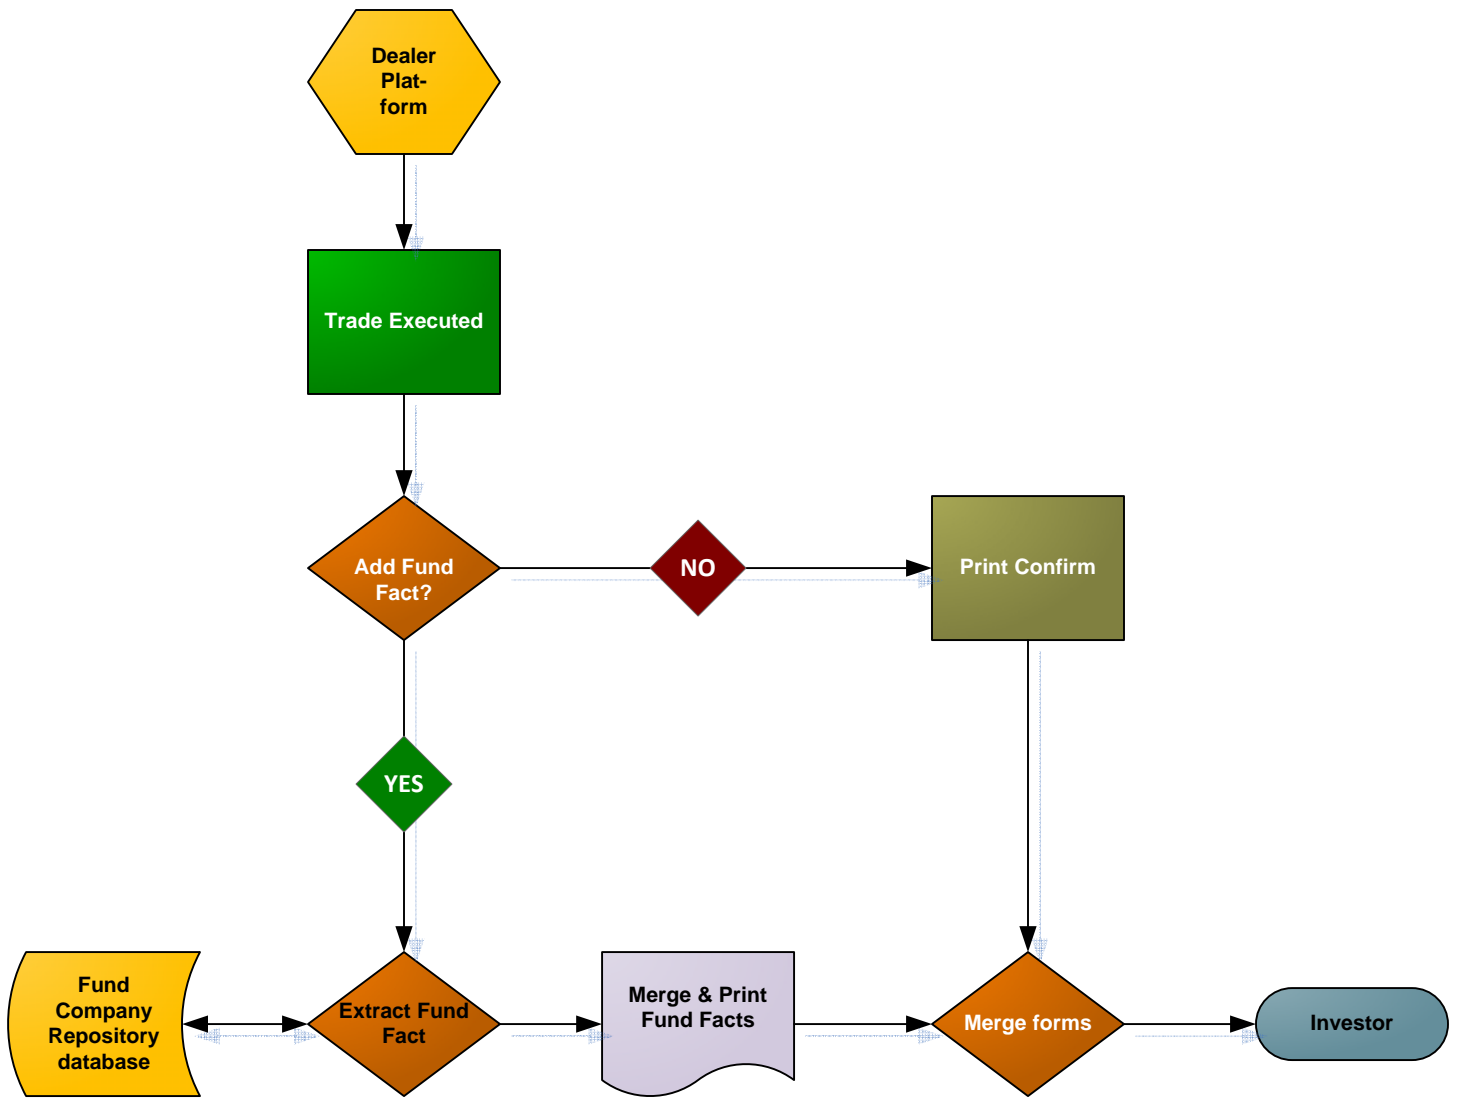 Dealer
Plat-
form
Trade Executed
Add Fund
Fact?
NO
Print Confirm
YES
Fund
Company
Repository
database
Extract Fund
Fact
Merge & Print
Fund Facts
Merge forms
Investor